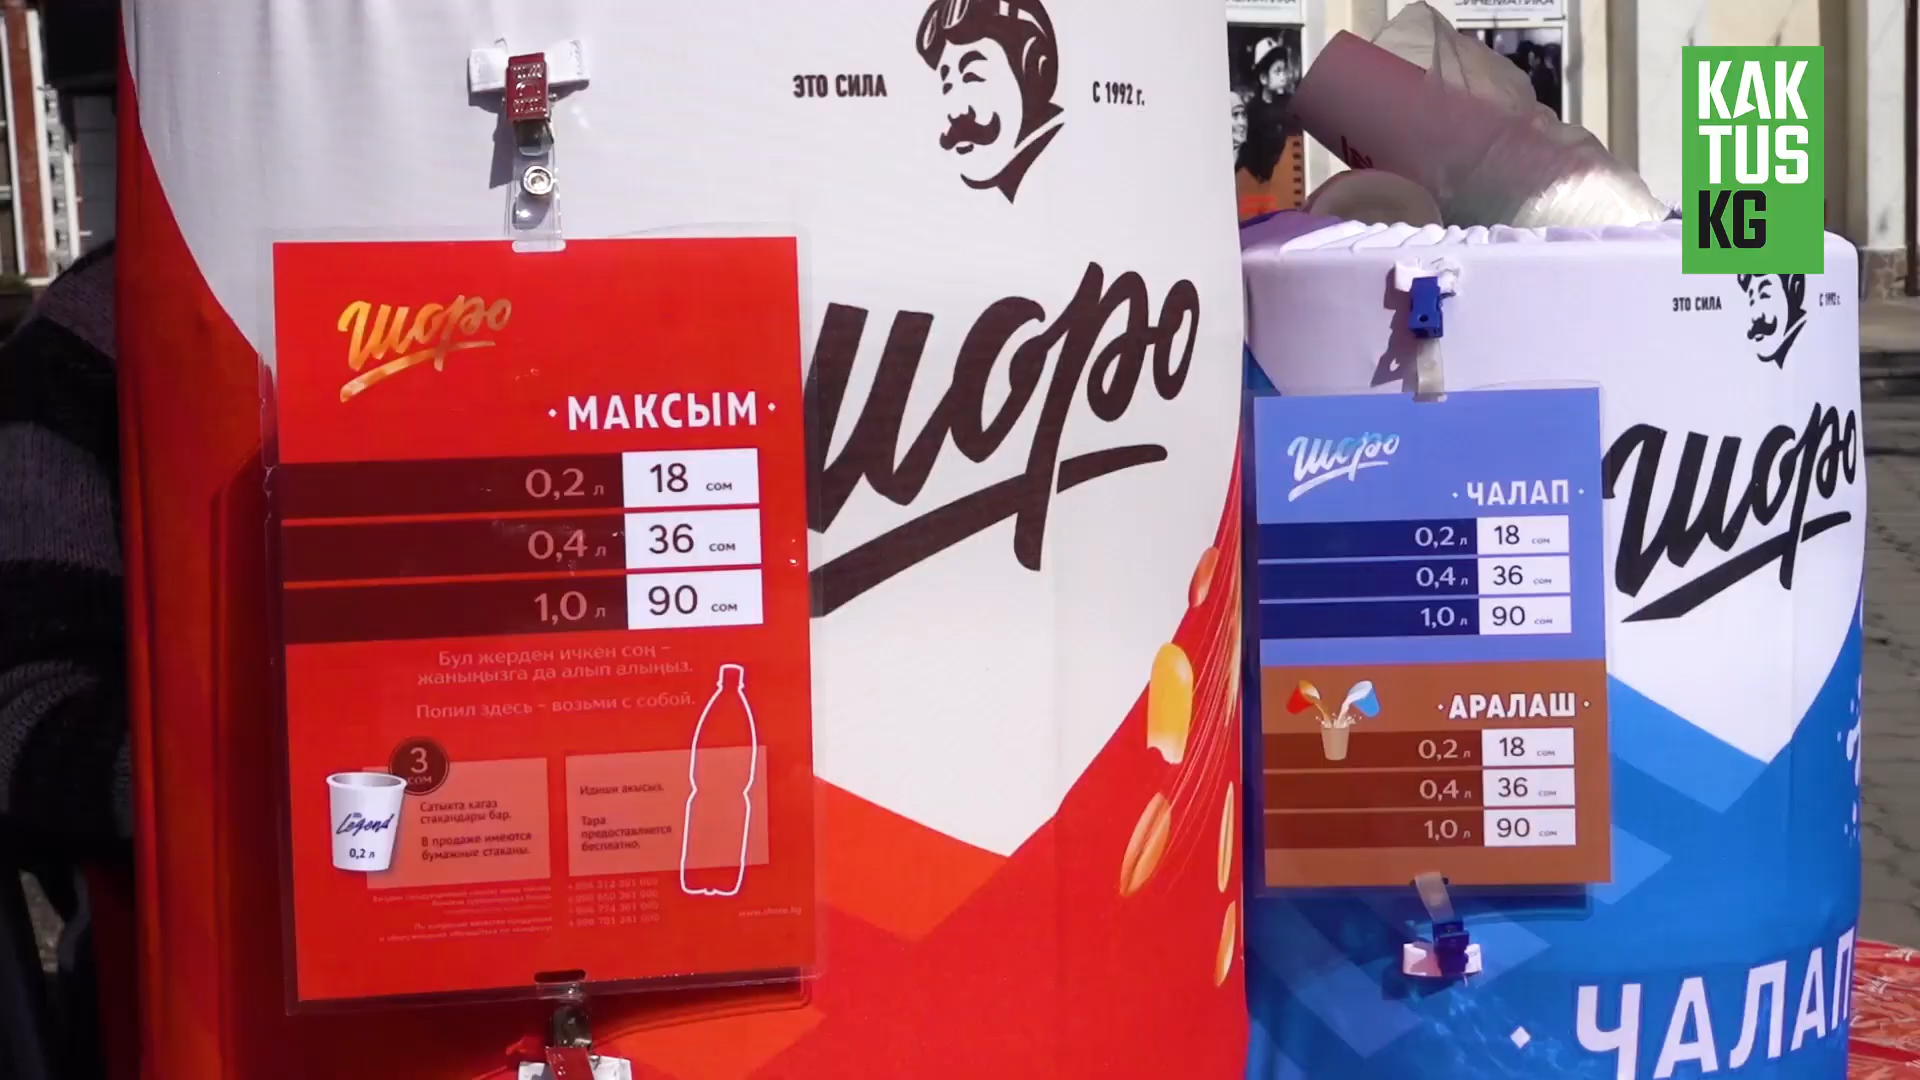 ЭТО СИЛА
С 1992 г.
шоро
шоро
· МАКСЫМ ·
0,2 л 18 сом
0,4 л 36 сом
1,0 л 90 сом
Бул жерден ичкен соң –
жаныңызга да алып алыңыз.
Попил здесь – возьми с собой.
3
сом
Legend
0,2 л
Сатыкта кагаз
стакандары бар.
В продаже имеются
бумажные стаканы.
Идиши акысыз.
Тара
предоставляется
бесплатно.
www.shoro.kg
KAK
TUS
KG
ЭТО СИЛА
шоро
шоро
· ЧАЛАП ·
0,2 л 18 сом
0,4 л 36 сом
1,0 л 90 сом
· АРАЛАШ ·
0,2 л 18 сом
0,4 л 36 сом
1,0 л 90 сом
· ЧАЛАП